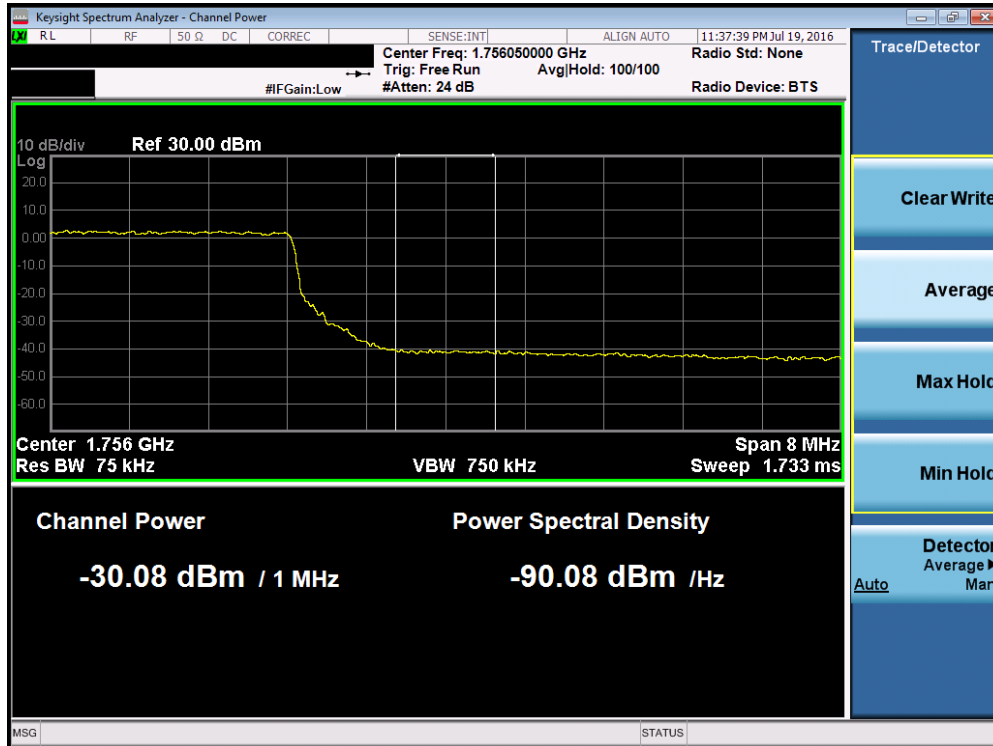 Keysight Spectrum Analyzer - Channel Power
LXI RL RF 50 Ω DC CORREC SENSE:INT ALIGN AUTO 11:37:39 PM Jul 19, 2016
Center Freq: 1.756050000 GHz Radio Std: None
Trig: Free Run Avg|Hold: 100/100
#IFGain:Low #Atten: 24 dB Radio Device: BTS
10 dB/div Ref 30.00 dBm
Log
20.0
10.0
0.00
-10.0
-20.0
-30.0
-40.0
-50.0
-60.0
Center 1.756 GHz Span 8 MHz
Res BW 75 kHz VBW 750 kHz Sweep 1.733 ms
Channel Power Power Spectral Density
-30.08 dBm / 1 MHz -90.08 dBm /Hz
MSG STATUS
Trace/Detector
Clear Write
Average
Max Hold
Min Hold
Detector
Average
Auto Man